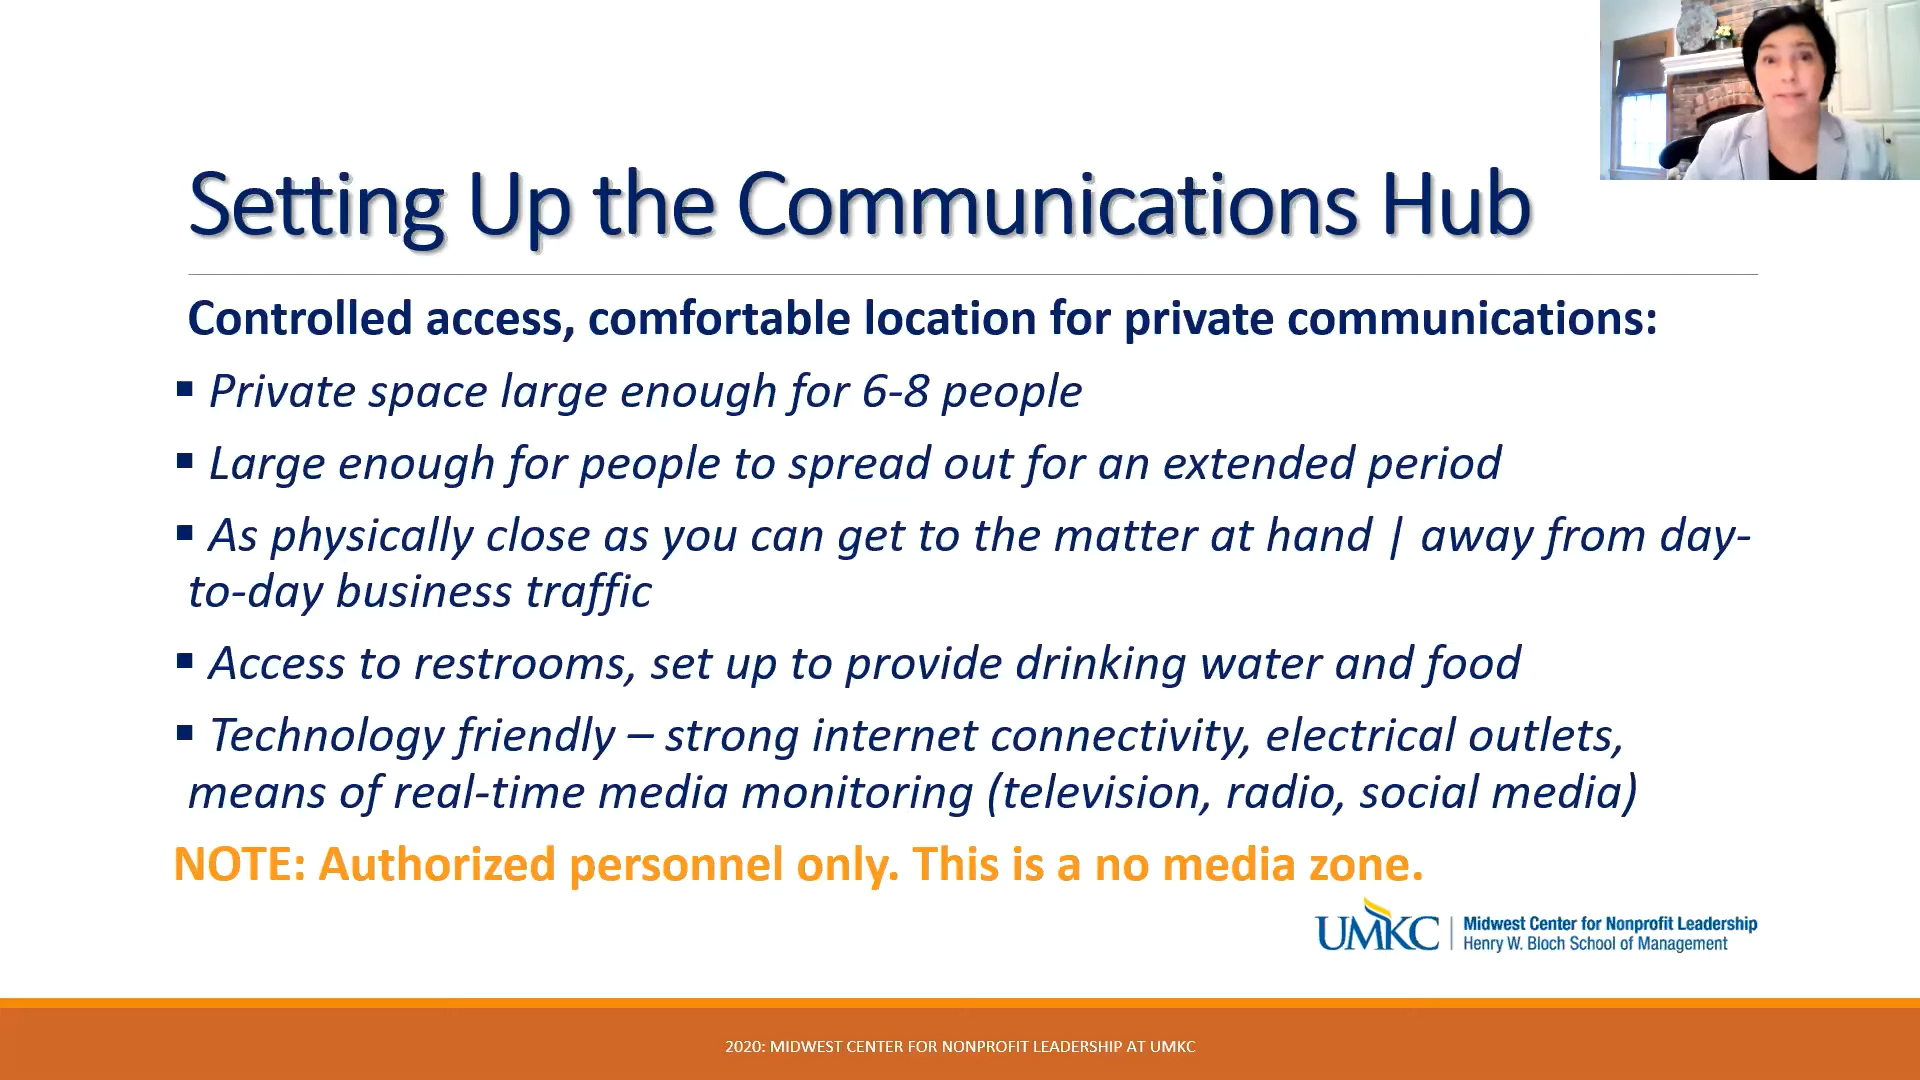 Setting Up the Communications Hub
Controlled access, comfortable location for private communications:
▪ Private space large enough for 6-8 people
▪ Large enough for people to spread out for an extended period
▪ As physically close as you can get to the matter at hand | away from day-
to-day business traffic
▪ Access to restrooms, set up to provide drinking water and food
▪ Technology friendly – strong internet connectivity, electrical outlets,
means of real-time media monitoring (television, radio, social media)
NOTE: Authorized personnel only. This is a no media zone.
UMKC | Midwest Center for Nonprofit Leadership
Henry W. Bloch School of Management
2020: MIDWEST CENTER FOR NONPROFIT LEADERSHIP AT UMKC